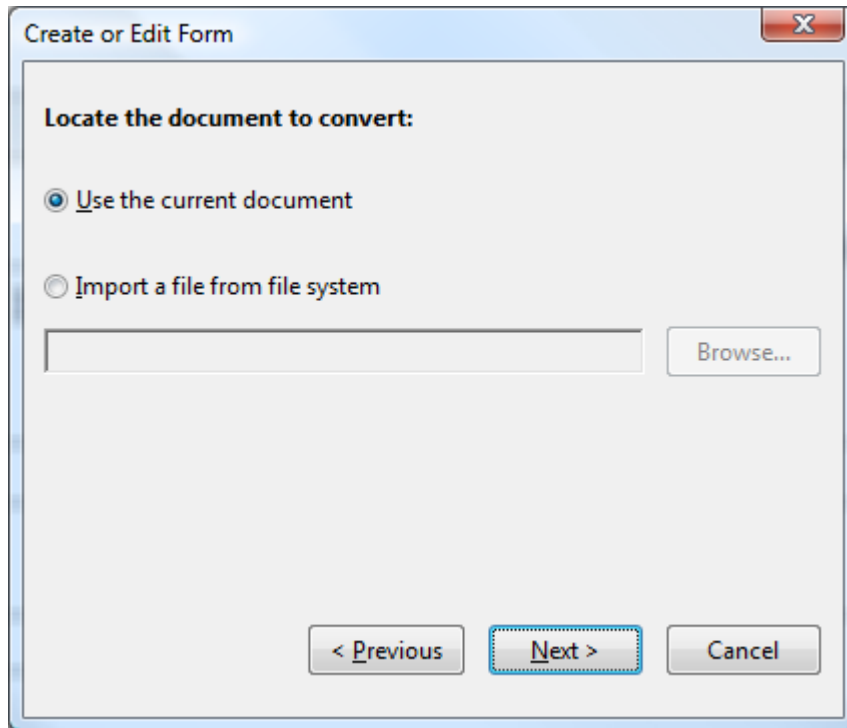 Create or Edit Form
Locate the document to convert:
Use the current document
Import a file from file system
Browse...
< Previous
Next >
Cancel